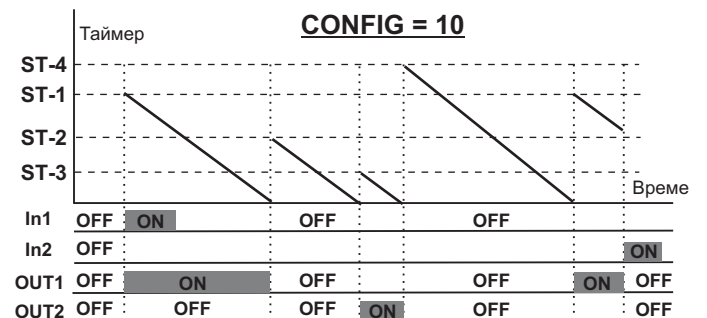 CONFIG = 10
Таймер
ST-4
ST-1
ST-2
ST-3
Време
In1 OFF ON OFF OFF
In2 OFF ON
OUT1 OFF ON OFF OFF ON OFF
OUT2 OFF OFF OFF ON OFF OFF